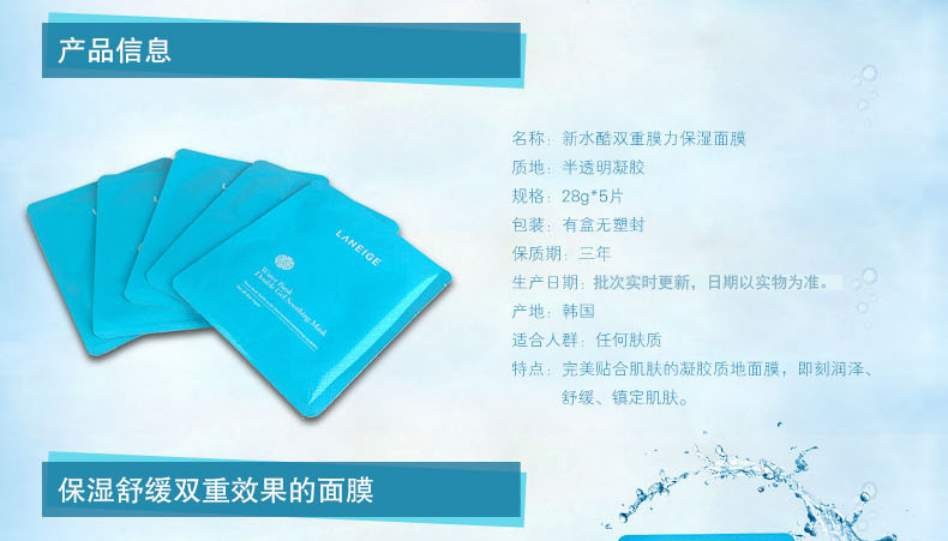 产品信息
名称：新水酷双重膜力保湿面膜
质地：半透明凝胶
规格：28g*5片
包装：有盒无塑封
保质期：三年
生产日期：批次实时更新，日期以实物为准。
产地：韩国
适合人群：任何肤质
特点：完美贴合肌肤的凝胶质地面膜，即刻润泽、
舒缓、镇定肌肤。
LANEIGE
Water Bank
Double Gel Soothing Mask
保湿舒缓双重效果的面膜